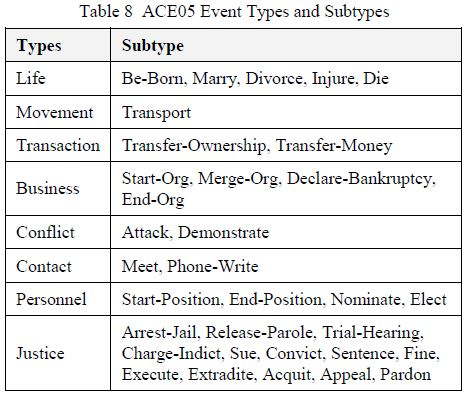 Table 8 ACE05 Event Types and Subtypes
Types Subtype
Life Be-Born, Marry, Divorce, Injure, Die
Movement Transport
Transaction Transfer-Ownership, Transfer-Money
Business Start-Org, Merge-Org, Declare-Bankruptcy,
End-Org
Conflict Attack, Demonstrate
Contact Meet, Phone-Write
Personnel Start-Position, End-Position, Nominate, Elect
Justice Arrest-Jail, Release-Parole, Trial-Hearing,
Charge-Indict, Sue, Convict, Sentence, Fine,
Execute, Extradite, Acquit, Appeal, Pardon